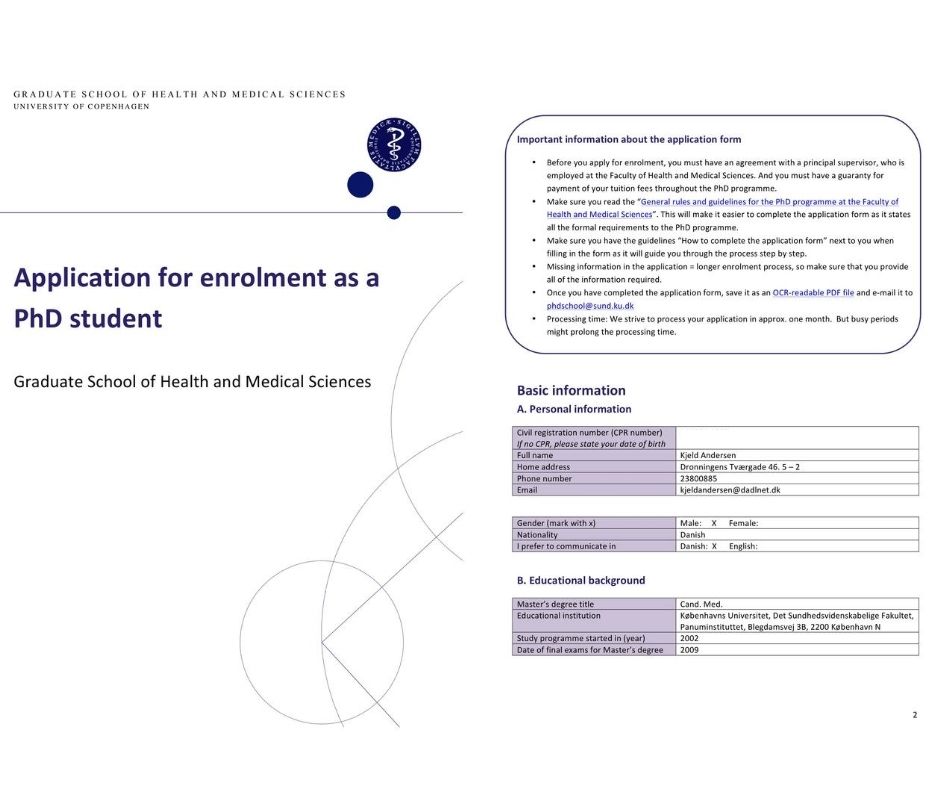 GRADUATE SCHOOL OF HEALTH AND MEDICAL SCIENCES
UNIVERSITY OF COPENHAGEN
Application for enrolment as a
PhD student
Graduate School of Health and Medical Sciences
Important information about the application form
• Before you apply for enrolment, you must have an agreement with a principal supervisor, who is
employed at the Faculty of Health and Medical Sciences. And you must have a guaranty for
payment of your tuition fees throughout the PhD programme.
• Make sure you read the “General rules and guidelines for the PhD programme at the Faculty of
Health and Medical Sciences”. This will make it easier to complete the application form as it states
all the formal requirements to the PhD programme.
• Make sure you have the guidelines “How to complete the application form” next to you when
filling in the form as it will guide you through the process step by step.
• Missing information in the application = longer enrolment process, so make sure that you provide
all of the information required.
• Once you have completed the application form, save it as an OCR-readable PDF file and e-mail it to
phdschool@sund.ku.dk
• Processing time: We strive to process your application in approx. one month. But busy periods
might prolong the processing time.
Basic information
A. Personal information
Civil registration number (CPR number)
If no CPR, please state your date of birth
Full name Kjeld Andersen
Home address Dronningens Tværgade 46. 5 – 2
Phone number 23800885
Email kjeldandersen@dadlnet.dk
Gender (mark with x) Male: X Female:
Nationality Danish
I prefer to communicate in Danish: X English:
B. Educational background
Master's degree title Cand. Med.
Educational institution Københavns Universitet, Det Sundhedsvidenskabelige Fakultet,
Panuminstituttet, Blegdamsvej 3B, 2200 København N
Study programme started in (year) 2002
Date of final exams for Master's degree 2009
2